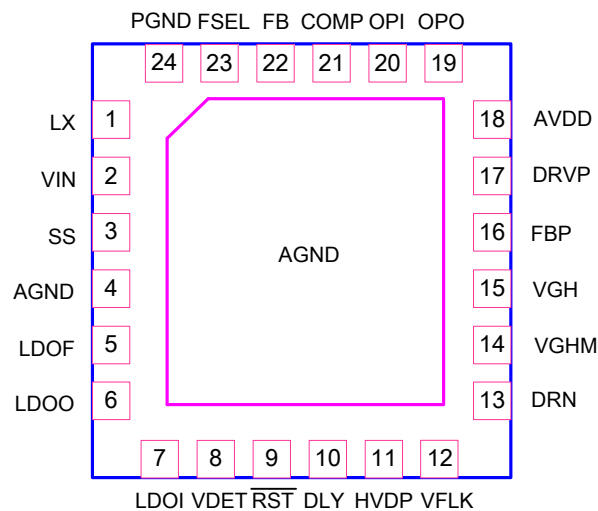 PGND FSEL FB COMP OPI OPO
24 23 22 21 20 19
LX 1 18 AVDD
VIN 2 17 DRVP
SS 3 16 FBP
AGND
AGND 4 15 VGH
LDOF 5 14 VGHM
LDOO 6 13 DRN
7 8 9 10 11 12
LDOI VDET R̅S̅T̅ DLY HVDP VFLK